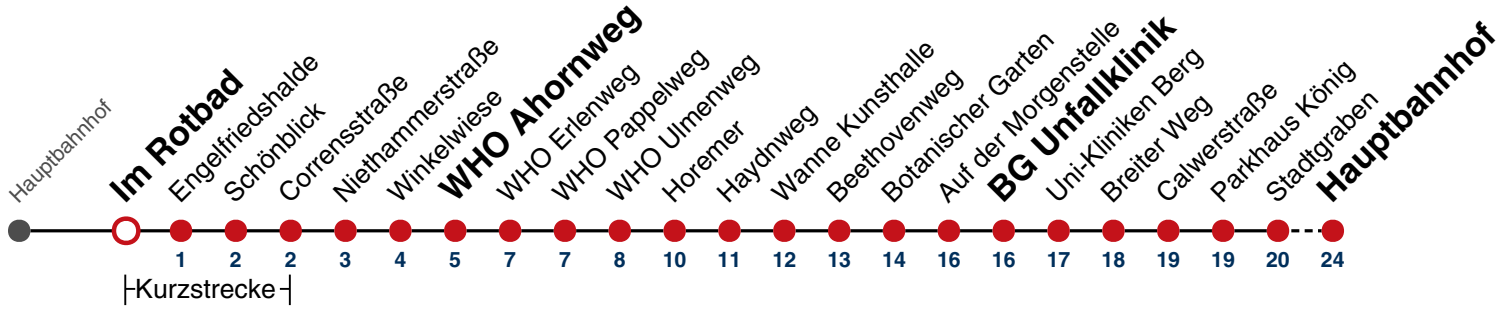 Hauptbahnhof
Im Rotbad
Engelfriedshalde
Schönblick
Corrensstraße
Niethammerstraße
Winkelwiese
WHO Ahornweg
WHO Erlenweg
WHO Pappelweg
WHO Ulmenweg
Horemer
Haydnweg
Wanne Kunsthalle
Beethovenweg
Botanischer Garten
Auf der Morgenstelle
BG Unfallklinik
Uni-Kliniken Berg
Breiter Weg
Calwerstraße
Parkhaus König
Stadtgraben
Hauptbahnhof
1 2 2 3 4 5 7 7 8 10 11 12 13 14 16 16 17 18 19 19 20 24
Kurzstrecke